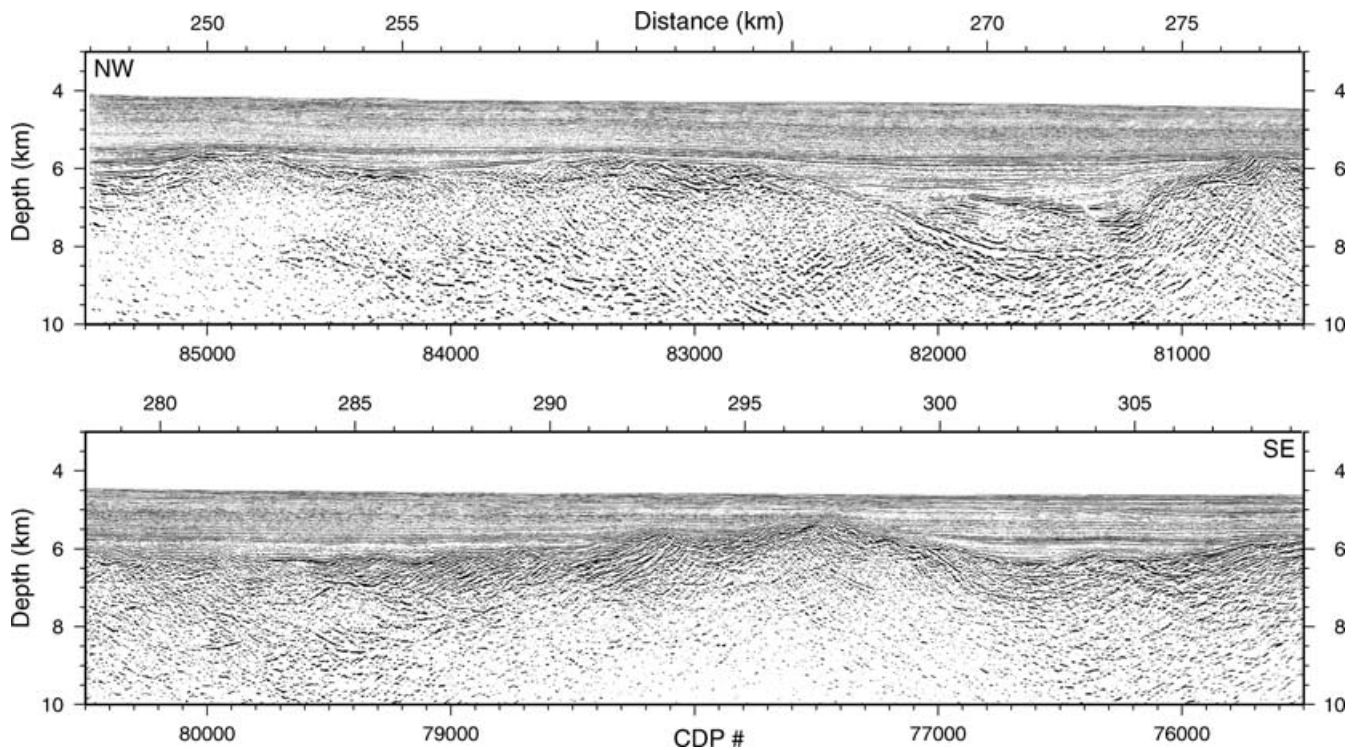 250 255 Distance (km) 270 275
NW
4 4
6 6
8 8
10 10
Depth (km)
85000 84000 83000 82000 81000
280 285 290 295 300 305
SE
4 4
6 6
8 8
10 10
Depth (km)
80000 79000 CDP # 77000 76000